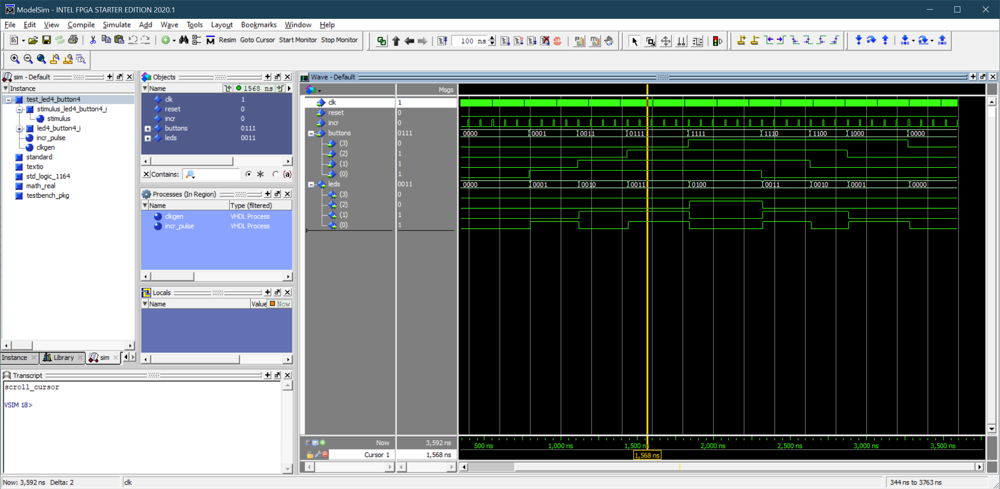 ModelSim - INTEL FPGA STARTER EDITION 2020.1
File Edit View Compile Simulate Add Wave Tools Layout Bookmarks Window Help
Resim Goto Cursor Start Monitor Stop Monitor
100 ns
sim - Default
Instance
test_led4_button4
stimulus_led4_button4_i
stimulus
led4_button4_i
incr_pulse
clkgen
standard
textio
std_logic_1164
math_real
testbench_pkg
Instance Library sim
Objects
Name 1568 ns
clk 1
reset 0
incr 0
buttons 0111
leds 0011
Contains:
Processes (In Region)
Name Type (filtered)
clkgen VHDL Process
incr_pulse VHDL Process
Locals
Name Value Now
Transcript
scroll_cursor
VSIM 18>
Wave - Default
Msgs
clk 1
reset 0
incr 0
buttons 0111 0000 0001 0011 0111 1111 1110 1100 1000 0000
(3) 0
(2) 1
(1) 1
(0) 1
leds 0011 0000 0001 0010 0011 0100 0011 0010 0001 0000
(3) 0
(2) 0
(1) 1
(0) 1
Now 3,592 ns 500 ns 1,000 ns 1,500 ns 2,000 ns 2,500 ns 3,000 ns 3,500 ns
Cursor 1 1,568 ns 1,568 ns
Now: 3,592 ns Delta: 2 clk 344 ns to 3763 ns